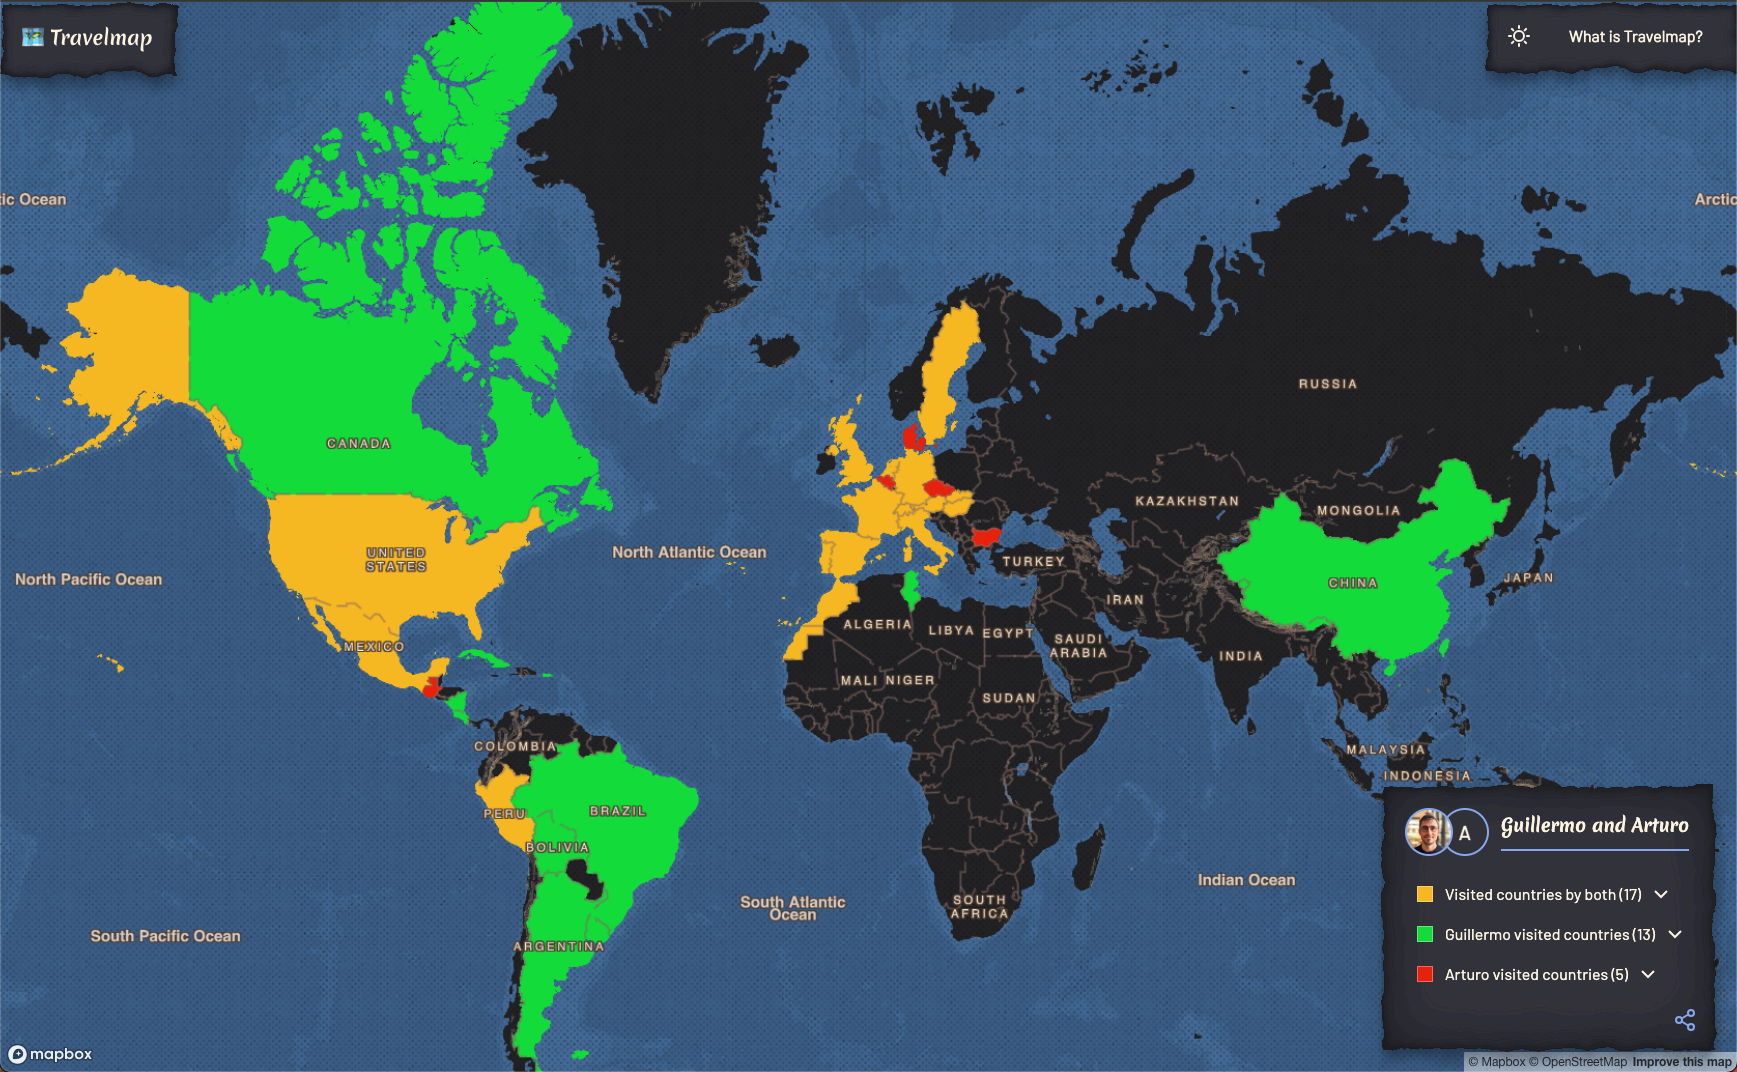 Travelmap
What is Travelmap?
tic Ocean
Arctic
RUSSIA
CANADA
KAZAKHSTAN
MONGOLIA
UNITED
STATES
North Atlantic Ocean
TURKEY
North Pacific Ocean
CHINA
JAPAN
IRAN
ALGERIA
LIBYA
EGYPT
SAUDI
ARABIA
MEXICO
INDIA
MALI
NIGER
SUDAN
COLOMBIA
MALAYSIA
INDONESIA
PERU
BRAZIL
BOLIVIA
A
Guillermo and Arturo
Visited countries by both (17)
Guillermo visited countries (13)
Arturo visited countries (5)
Indian Ocean
South Atlantic
Ocean
SOUTH
AFRICA
South Pacific Ocean
ARGENTINA
mapbox
© Mapbox © OpenStreetMap Improve this map